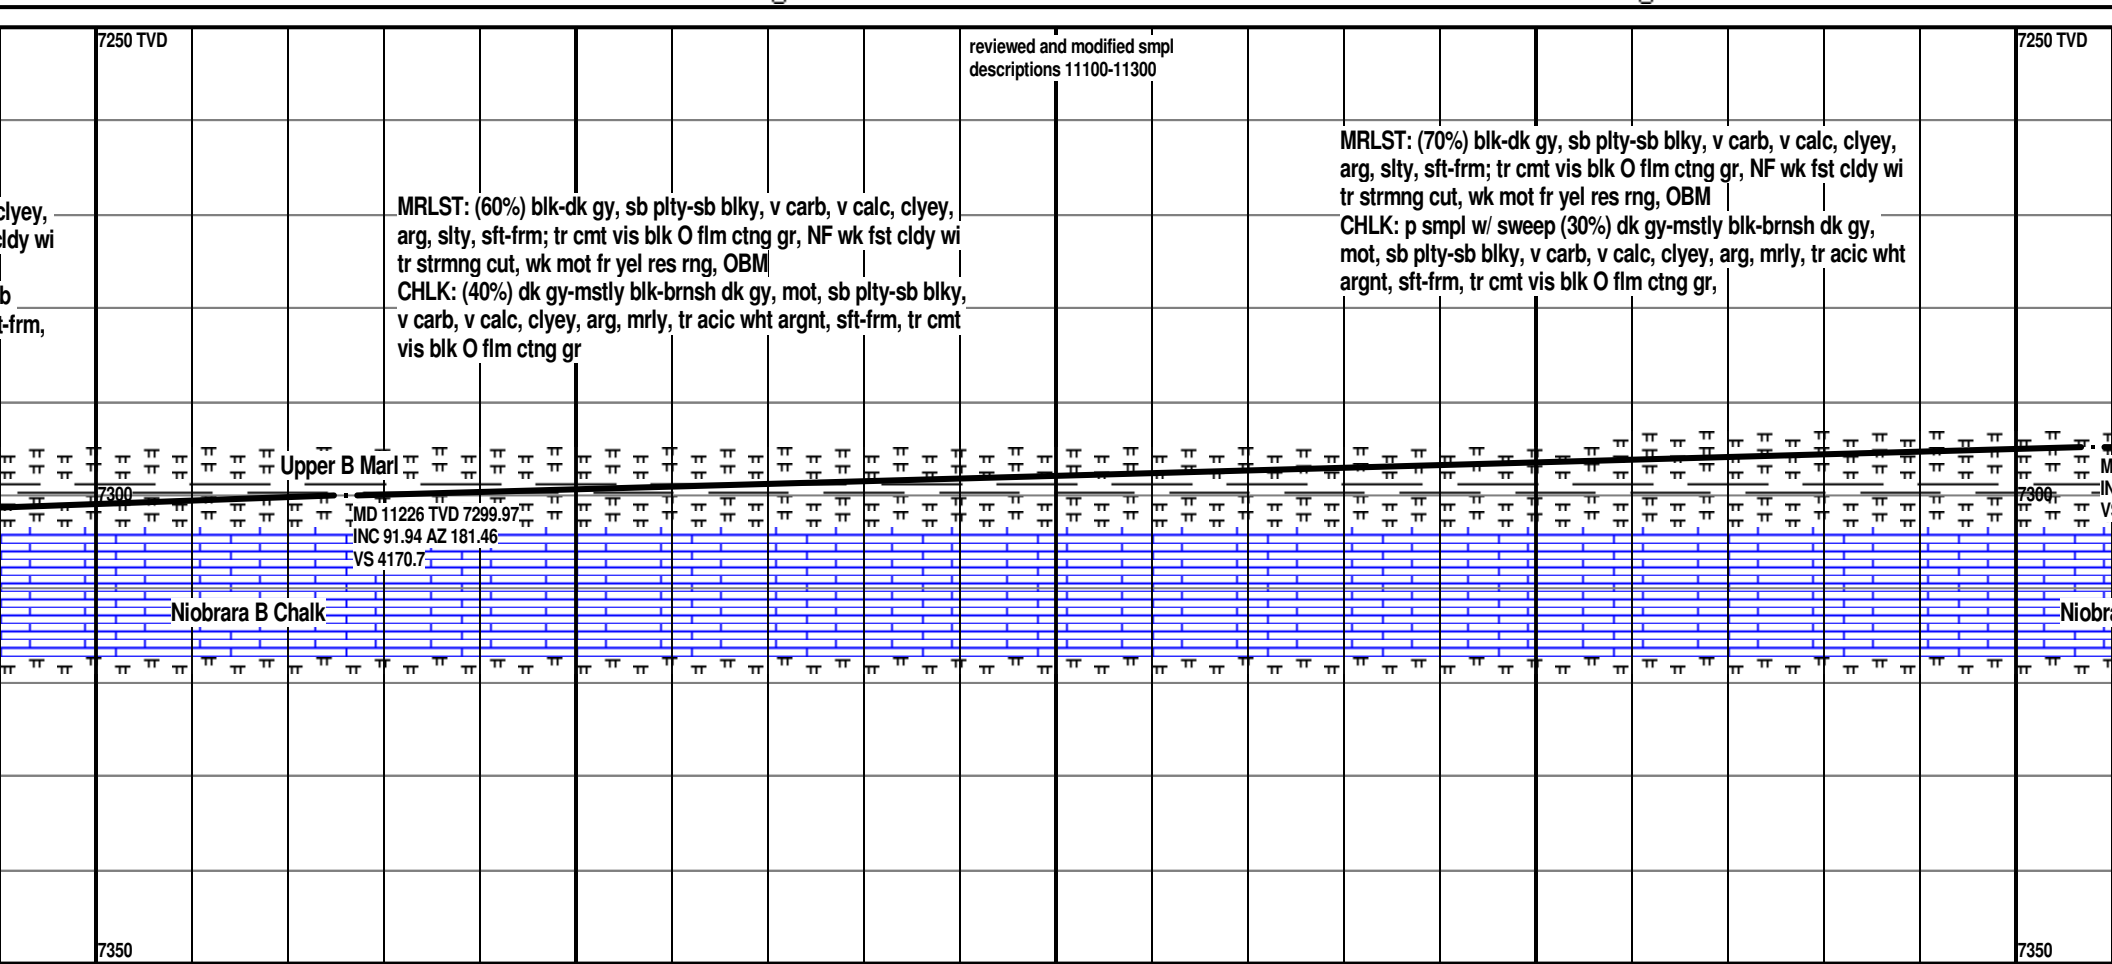 7250 TVD
reviewed and modified smpl
descriptions 11100-11300
7250 TVD
clyey,
cldy wi
b
t-frm,
MRLST: (60%) blk-dk gy, sb plty-sb blky, v carb, v calc, clyey,
arg, slty, sft-frm; tr cmt vis blk O flm ctng gr, NF wk fst cldy wi
tr strmng cut, wk mot fr yel res rng, OBM
CHLK: (40%) dk gy-mstly blk-brnsh dk gy, mot, sb plty-sb blky,
v carb, v calc, clyey, arg, mrly, tr acic wht argnt, sft-frm, tr cmt
vis blk O flm ctng gr
MRLST: (70%) blk-dk gy, sb plty-sb blky, v carb, v calc, clyey,
arg, slty, sft-frm; tr cmt vis blk O flm ctng gr, NF wk fst cldy wi
tr strmng cut, wk mot fr yel res rng, OBM
CHLK: p smpl w/ sweep (30%) dk gy-mstly blk-brnsh dk gy,
mot, sb plty-sb blky, v carb, v calc, clyey, arg, mrly, tr acic wht
argnt, sft-frm, tr cmt vis blk O flm ctng gr,
Upper B Marl
7300
MD 11226 TVD 7299.97
INC 91.94 AZ 181.46
VS 4170.7
7300
M
IN
VS
Niobrara B Chalk
Niobra
7350
7350